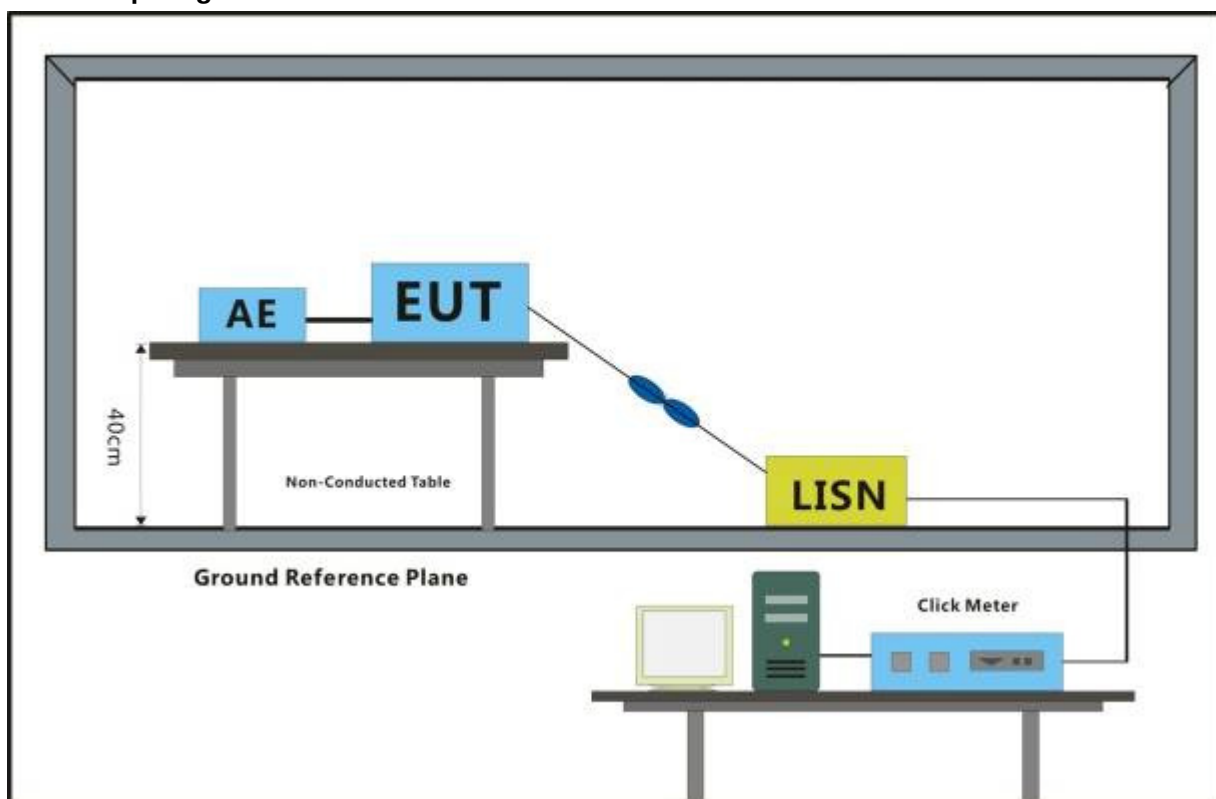 AE
EUT
40cm
Non-Conducted Table
LISN
Ground Reference Plane
Click Meter